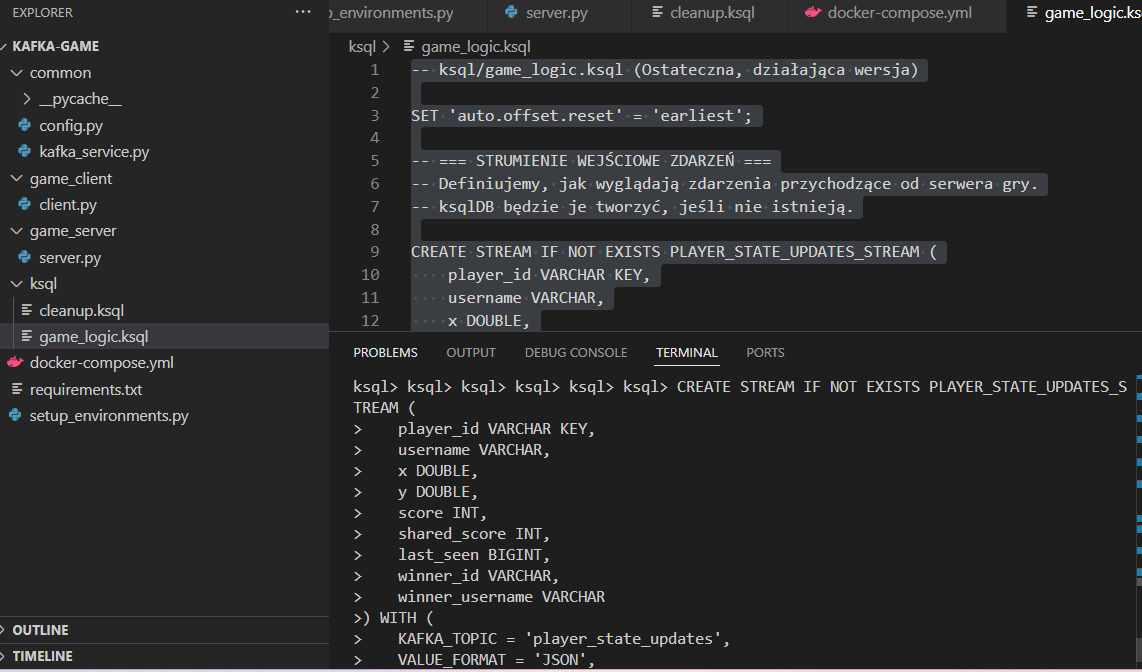 EXPLORER
KAFKA-GAME
common
__pycache__
config.py
kafka_service.py
game_client
client.py
game_server
server.py
ksql
cleanup.ksql
game_logic.ksql
docker-compose.yml
requirements.txt
setup_environments.py
OUTLINE
TIMELINE
_environments.py server.py cleanup.ksql docker-compose.yml game_logic.ks
ksql > game_logic.ksql
1 -- ksql/game_logic.ksql (Ostateczna, działająca wersja)
2
3 SET 'auto.offset.reset' = 'earliest';
4
5 -- === STRUMIENIE WEJŚCIOWE ZDARZEŃ ===
6 -- Definiujemy, jak wyglądają zdarzenia przychodzące od serwera gry.
7 -- ksqlDB będzie je tworzyć, jeśli nie istnieją.
8
9 CREATE STREAM IF NOT EXISTS PLAYER_STATE_UPDATES_STREAM (
10 player_id VARCHAR KEY,
11 username VARCHAR,
12 x DOUBLE,
PROBLEMS OUTPUT DEBUG CONSOLE TERMINAL PORTS
ksql> ksql> ksql> ksql> ksql> ksql> CREATE STREAM IF NOT EXISTS PLAYER_STATE_UPDATES_S
TREAM (
> player_id VARCHAR KEY,
> username VARCHAR,
> x DOUBLE,
> y DOUBLE,
> score INT,
> shared_score INT,
> last_seen BIGINT,
> winner_id VARCHAR,
> winner_username VARCHAR
>) WITH (
> KAFKA_TOPIC = 'player_state_updates',
> VALUE_FORMAT = 'JSON',